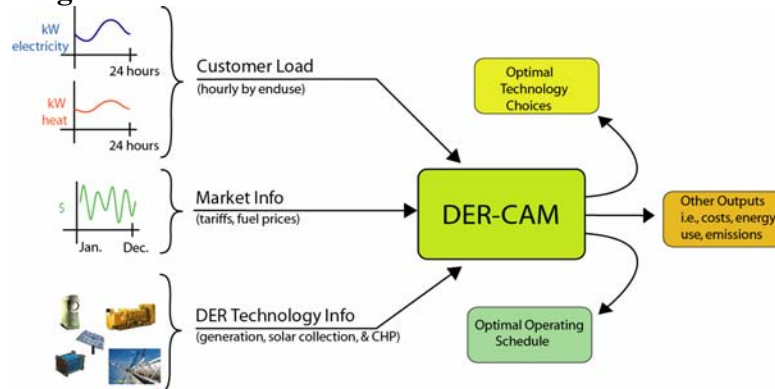 kW
electricity
24 hours
kW
heat
24 hours
Customer Load
(hourly by enduse)
$
Jan. Dec.
Market Info
(tariffs, fuel prices)
DER Technology Info
(generation, solar collection, & CHP)
DER-CAM
Optimal
Technology
Choices
Other Outputs
i.e., costs, energy
use, emissions
Optimal Operating
Schedule